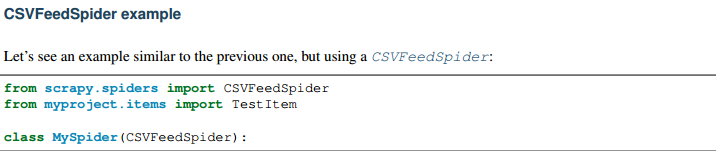 CSVFeedSpider example
Let's see an example similar to the previous one, but using a CSVFeedSpider:
from scrapy.spiders import CSVFeedSpider
from myproject.items import TestItem
class MySpider(CSVFeedSpider):